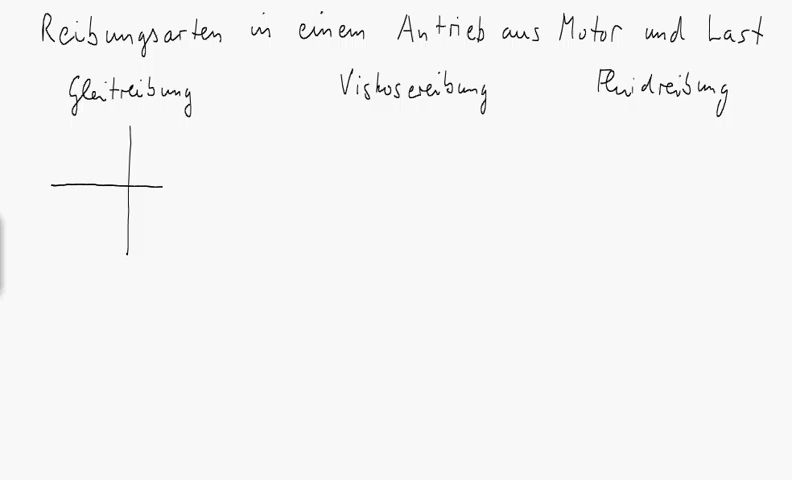 Reibungsarten in einem Antrieb aus Motor und Last
Gleitreibung Viskosereibung Fluidreibung